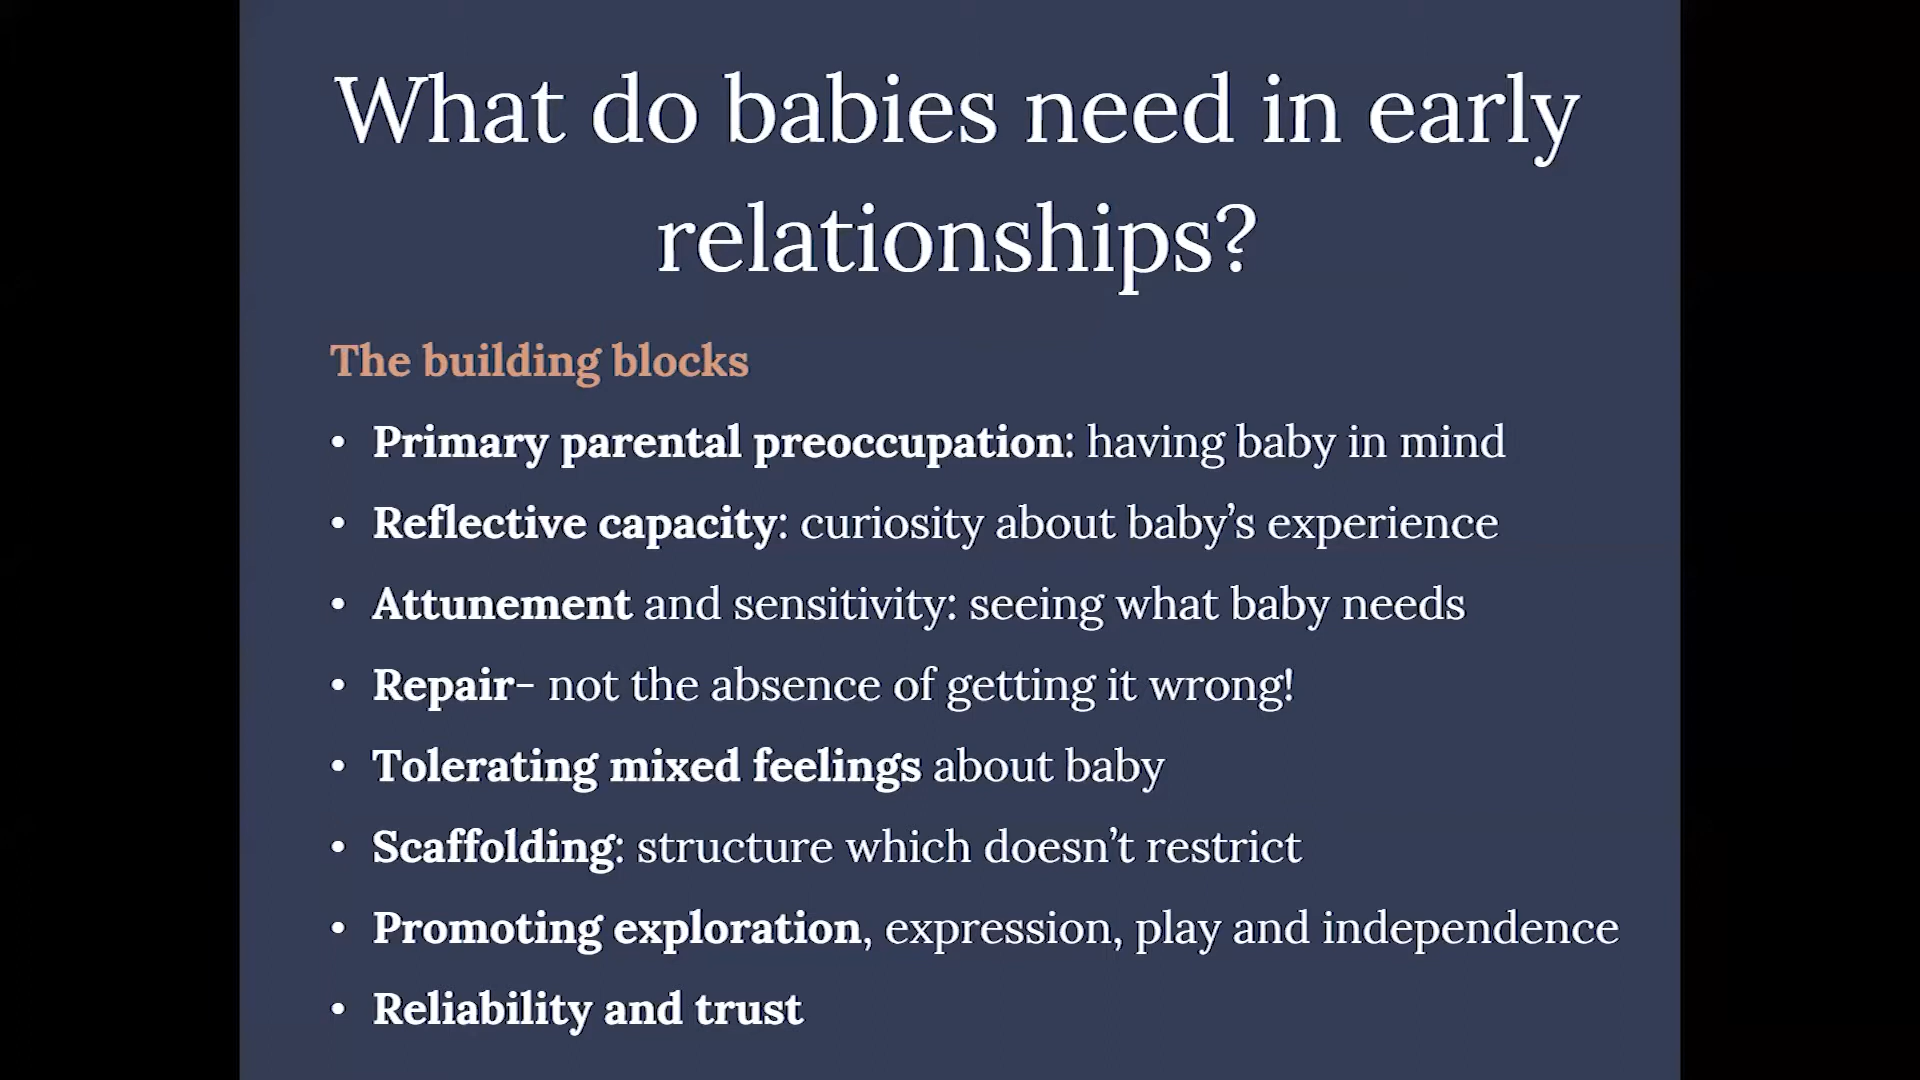 What do babies need in early
relationships?
The building blocks
• Primary parental preoccupation: having baby in mind
• Reflective capacity: curiosity about baby’s experience
• Attunement and sensitivity: seeing what baby needs
• Repair- not the absence of getting it wrong!
• Tolerating mixed feelings about baby
• Scaffolding: structure which doesn’t restrict
• Promoting exploration, expression, play and independence
• Reliability and trust